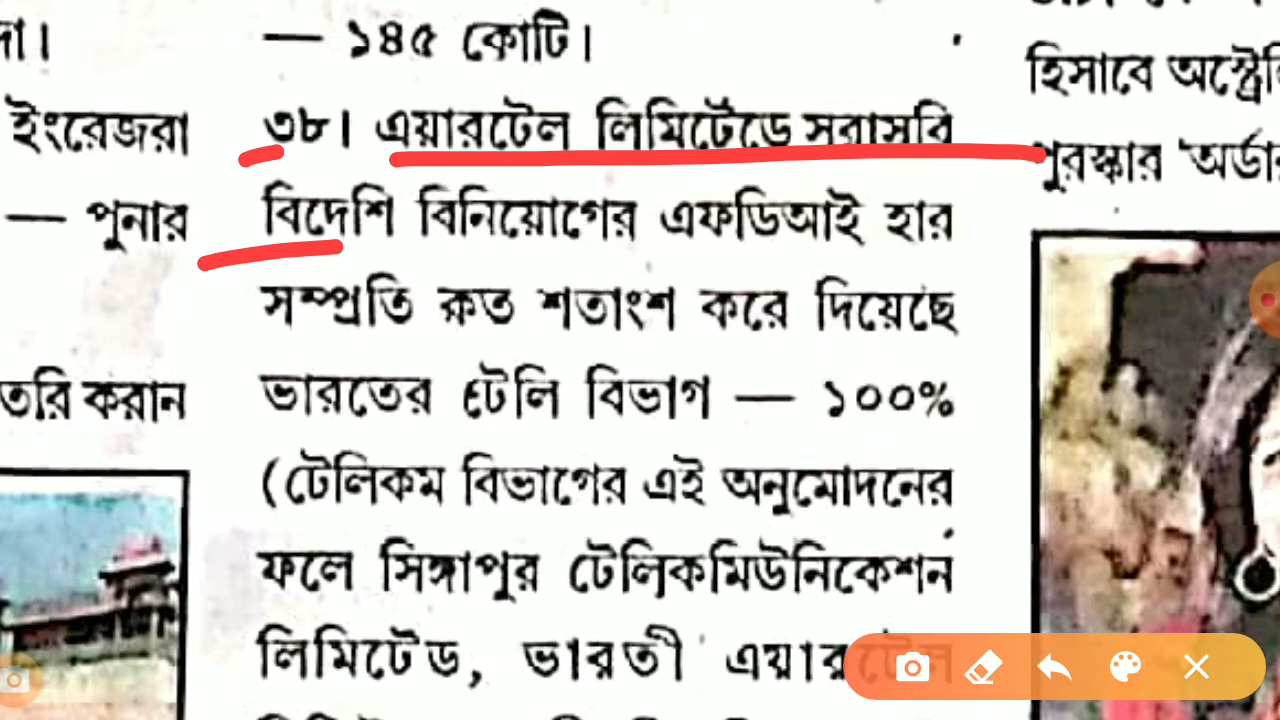 দা।
ইংরেজরা
— পুনার
তরি করান
— ১৪৫ কোটি।
৩৮। এয়ারটেল লিমিটেডে সরাসরি
বিদেশি বিনিয়োগের এফডিআই হার
সম্প্রতি কত শতাংশ করে দিয়েছে
ভারতের টেলি বিভাগ — ১০০%
(টেলিকম বিভাগের এই অনুমোদনের
ফলে সিঙ্গাপুর টেলিকমিউনিকেশন
লিমিটেড, ভারতী এয়ারটেল
হিসাবে অস্ট্রেলি
পুরস্কার 'অর্ডার